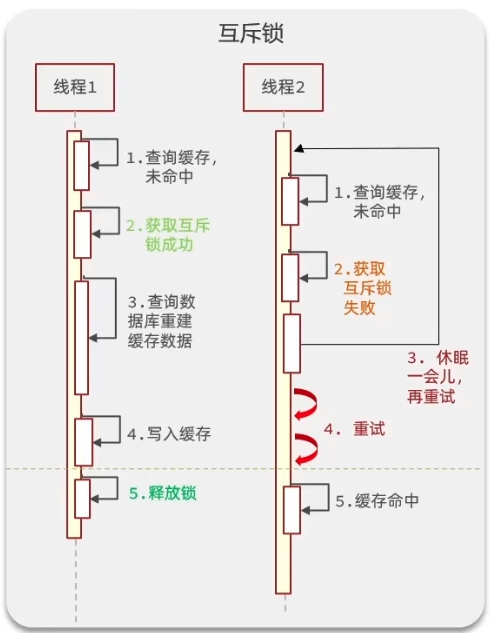 互斥锁
线程1
线程2
1.查询缓存，
未命中
2.获取互斥
锁成功
3.查询数
据库重建
缓存数据
4.写入缓存
5.释放锁
1.查询缓存，
未命中
2.获取
互斥锁
失败
3. 休眠
一会儿，
再重试
4. 重试
5.缓存命中